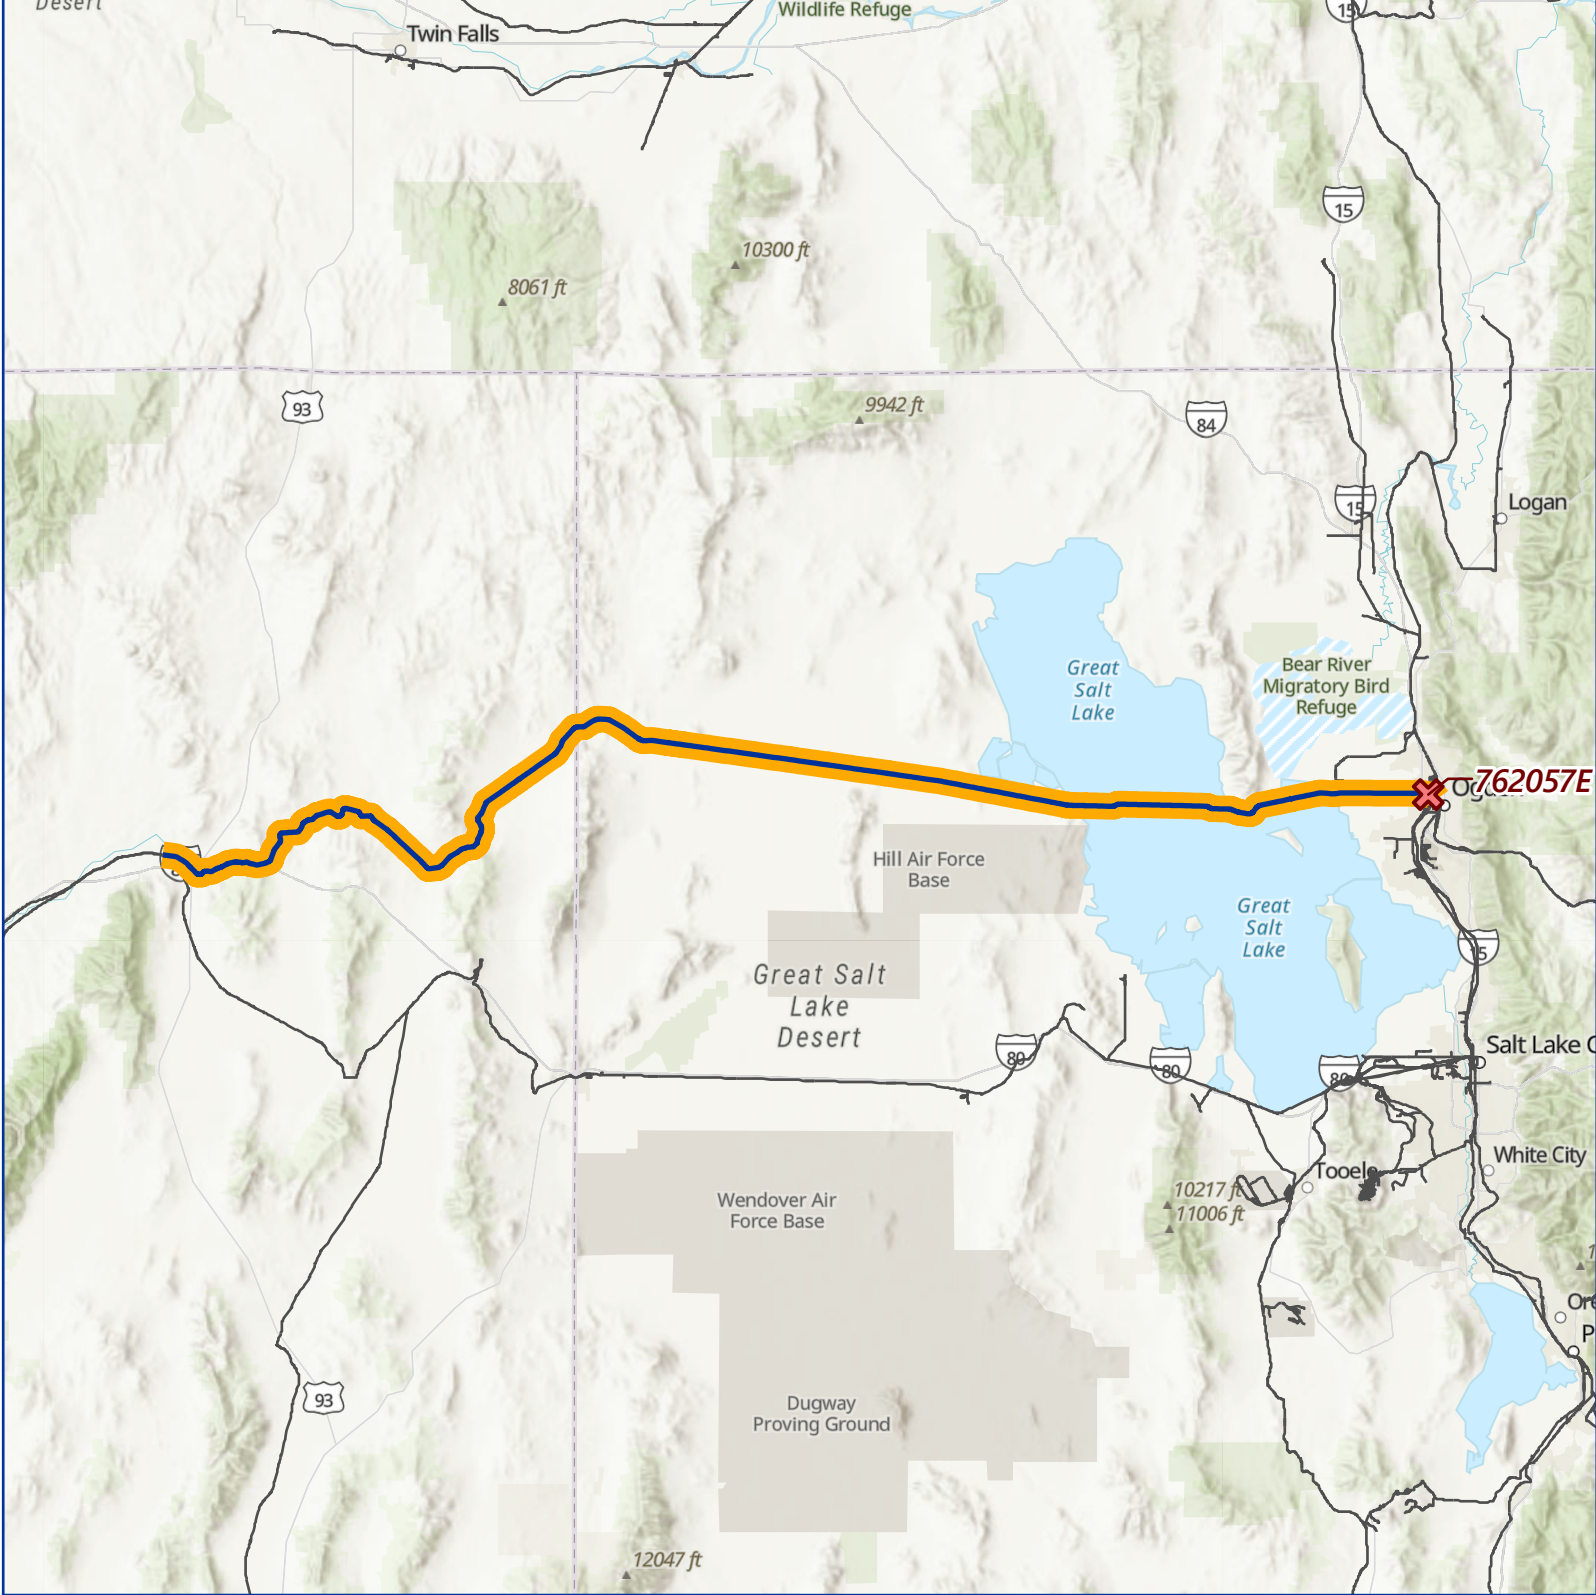 Desert
Wildlife Refuge
15
Twin Falls
15
10300 ft
8061 ft
93
9942 ft
84
15
Logan
Great
Salt
Lake
Bear River
Migratory Bird
Refuge
762057E
Hill Air Force
Base
Great
Salt
Lake
15
Great Salt
Lake
Desert
80
80
80
Salt Lake C
White City
Tooele
10217 ft
11006 ft
Wendover Air
Force Base
Ore
P
93
Dugway
Proving Ground
12047 ft